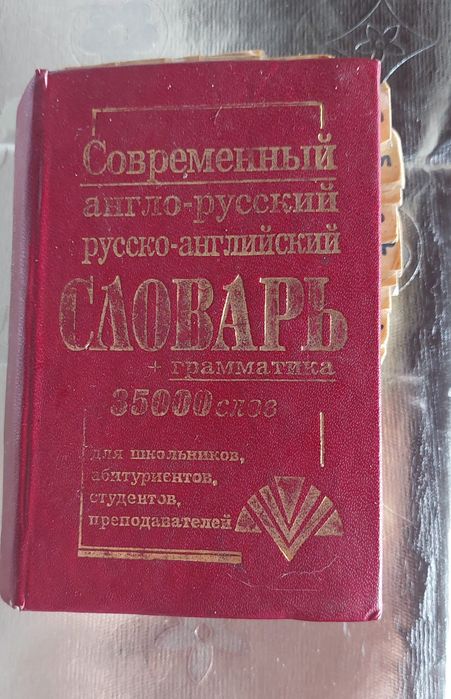 Современный
англо-русский
русско-английский
СЛОВАРЬ
+ грамматика
35000 слов
для школьников,
абитуриентов,
студентов,
преподавателей